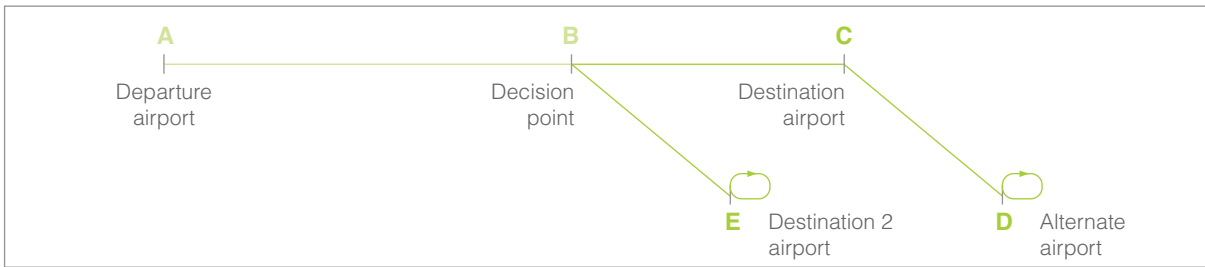 A
B
C
Departure
airport
Decision
point
Destination
airport
E
Destination 2
airport
D
Alternate
airport